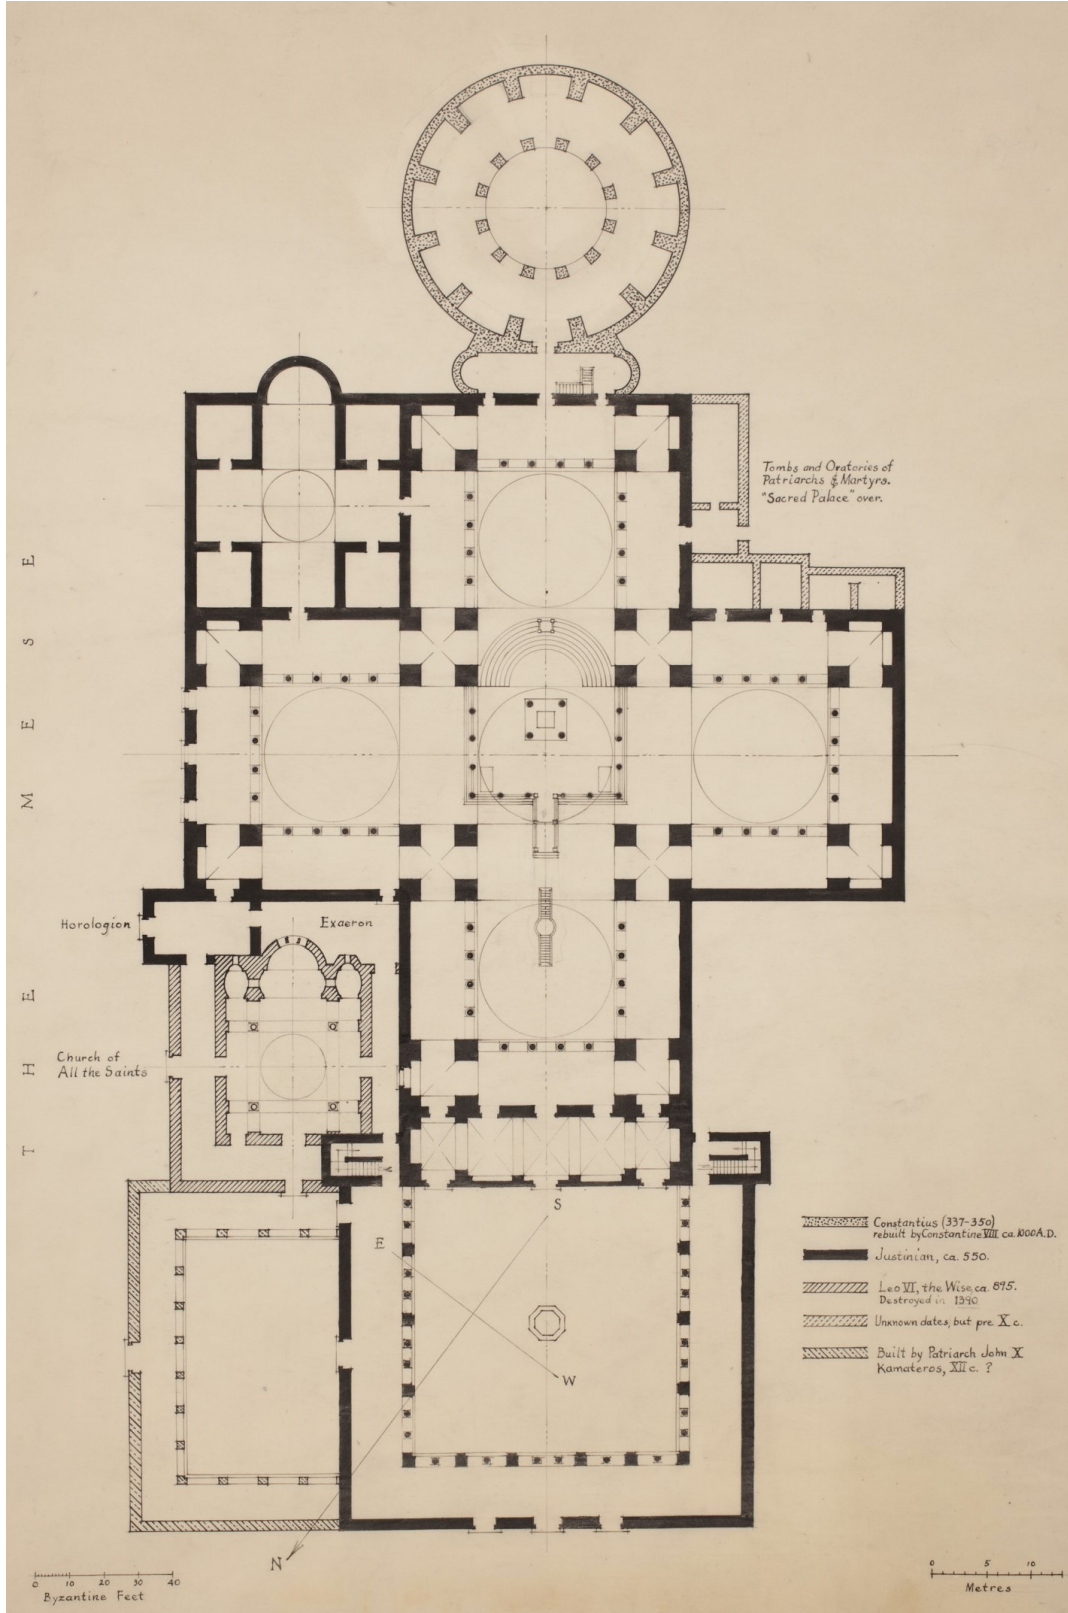 Tombs and Oratories of
Patriarchs & Martyrs.
"Sacred Palace" over.
THE MESE
Horologion
Exaeron
Church of
All the Saints
S
E
W
N
Constantius (337-350)
rebuilt by Constantine VIII ca. 1000 A.D.
Justinian, ca. 550.
Leo VI, the Wise, ca. 895.
Destroyed in 1390
Unknown dates, but pre X c.
Built by Patriarch John X
Kamateros, XII c. ?
0 10 20 30 40
Byzantine Feet
0 5 10
Metres